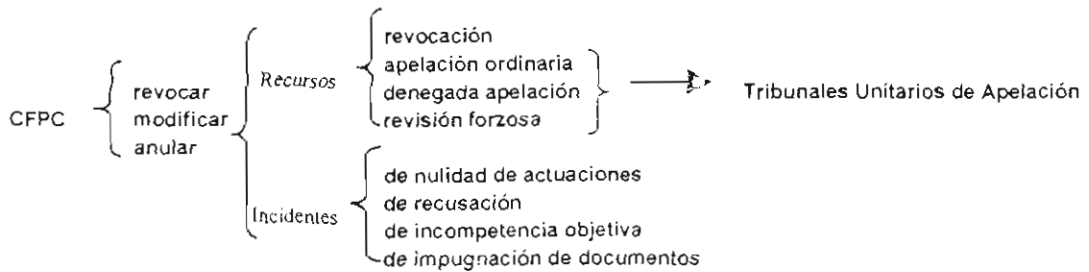 CFPC
revocar
modificar
anular
Recursos
revocación
apelación ordinaria
denegada apelación
revisión forzosa
Tribunales Unitarios de Apelación
Incidentes
de nulidad de actuaciones
de recusación
de incompetencia objetiva
de impugnación de documentos